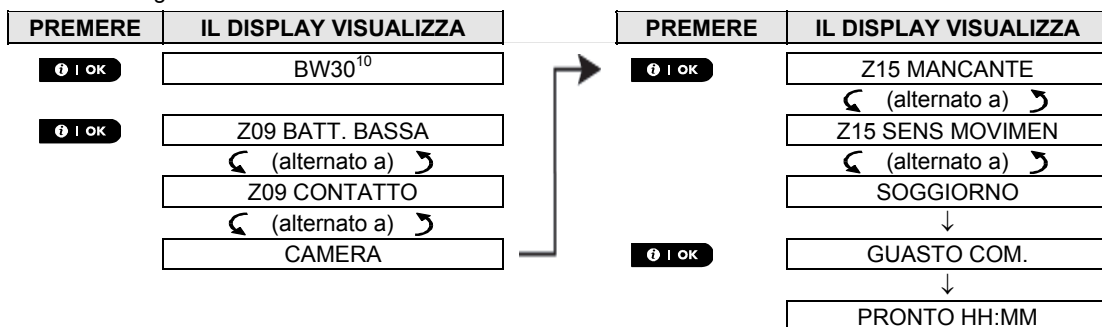 PREMERE
IL DISPLAY VISUALIZZA
i | OK
BW30¹⁰
i | OK
Z09 BATT. BASSA
(alternato a)
Z09 CONTATTO
(alternato a)
CAMERA
PREMERE
IL DISPLAY VISUALIZZA
i | OK
Z15 MANCANTE
(alternato a)
Z15 SENS MOVIMEN
(alternato a)
SOGGIORNO
↓
i | OK
GUASTO COM.
↓
PRONTO HH:MM